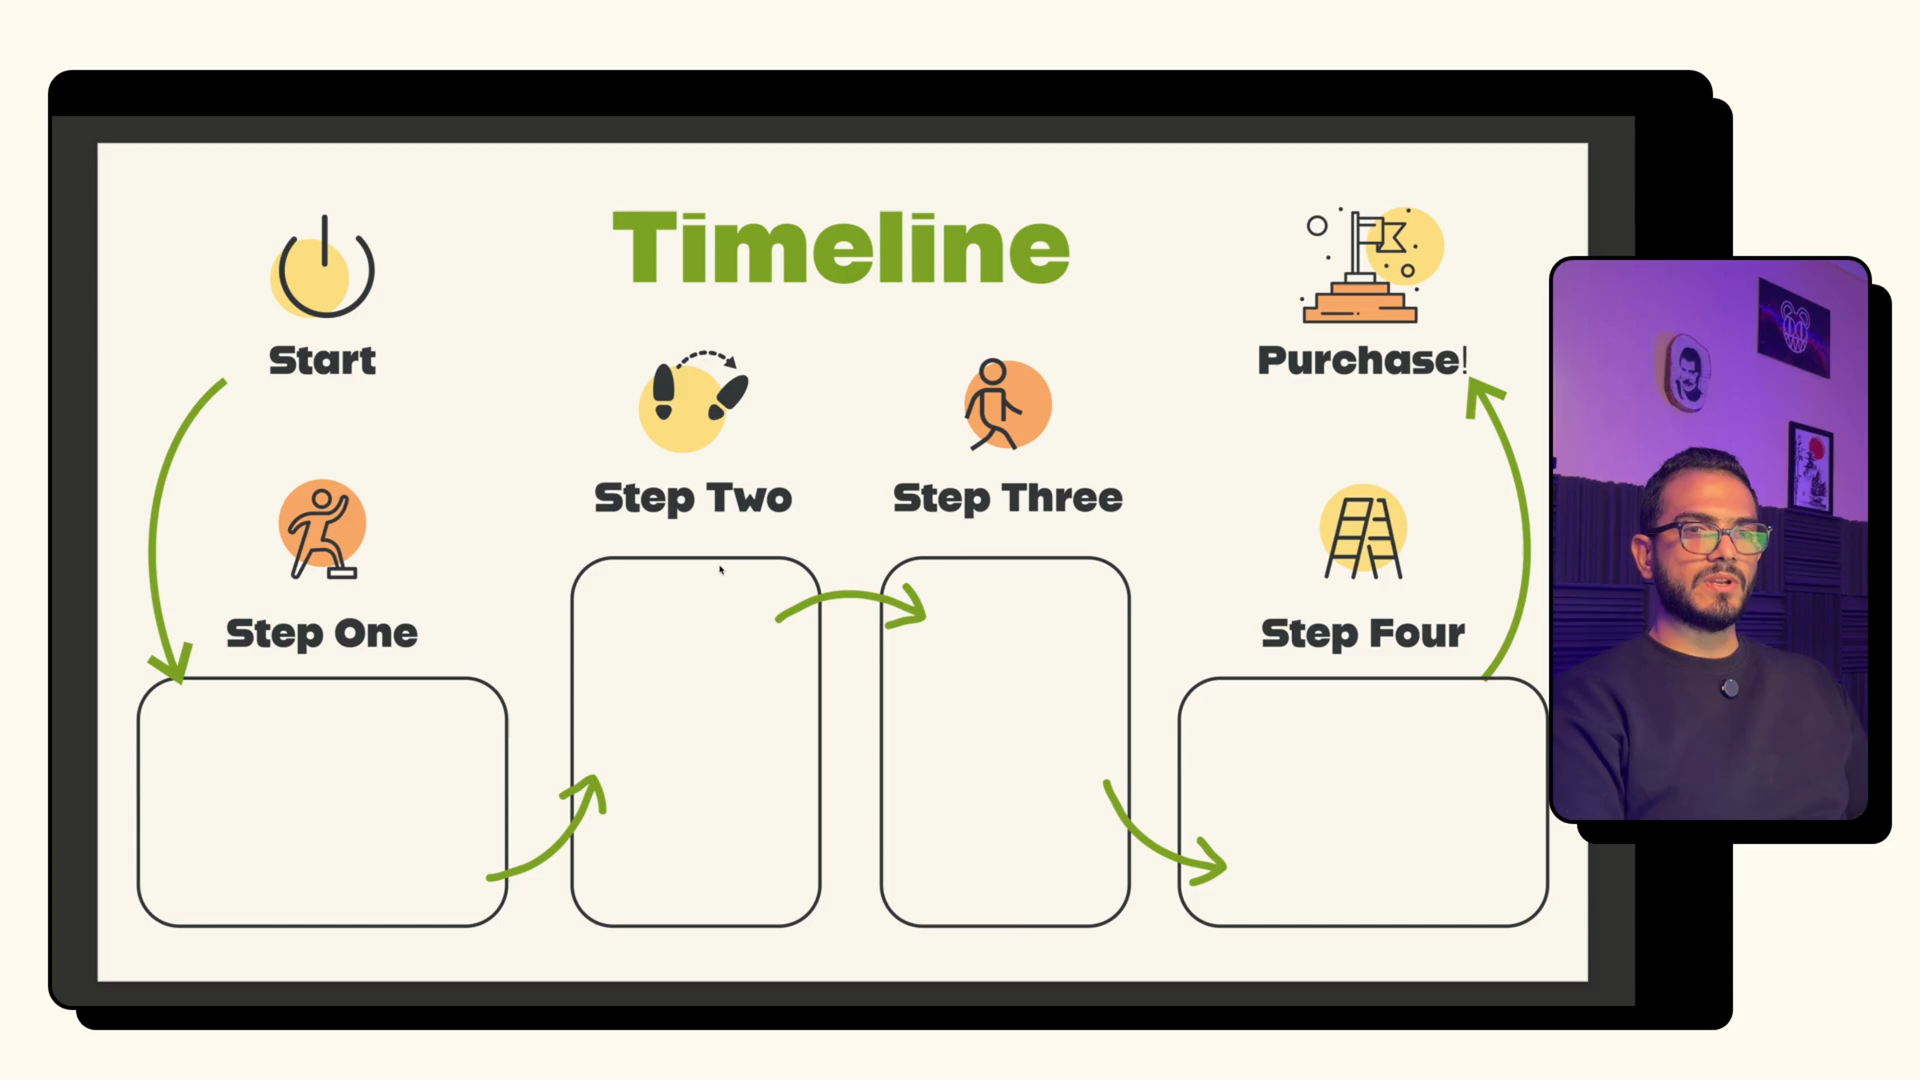 Timeline
Start
Purchase!
Step Two
Step Three
Step One
Step Four